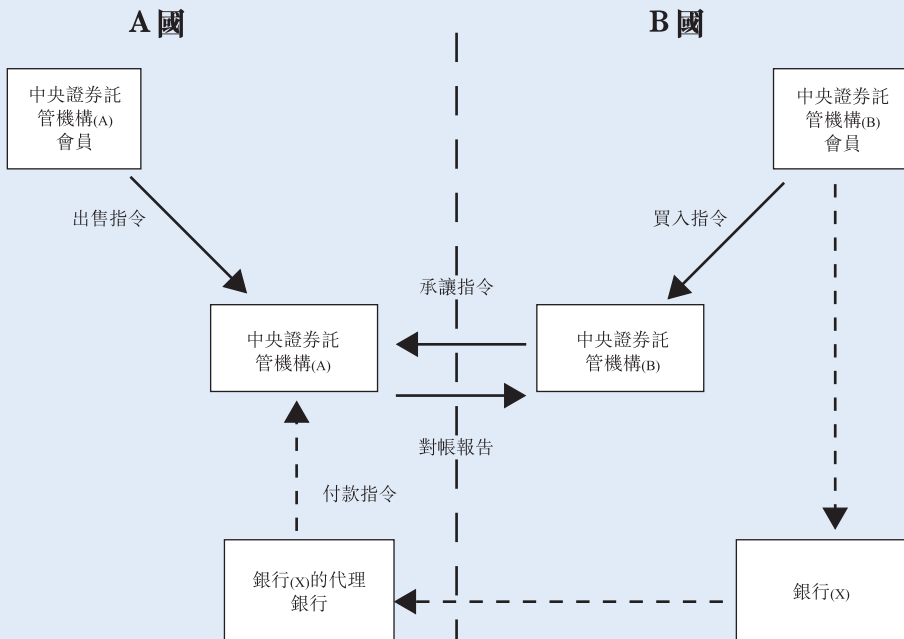 A國
B國
中央證券託
管機構(A)
會員
中央證券託
管機構(B)
會員
出售指令
買入指令
承讓指令
中央證券託
管機構(A)
中央證券託
管機構(B)
對帳報告
付款指令
銀行(X)的代理
銀行
銀行(X)